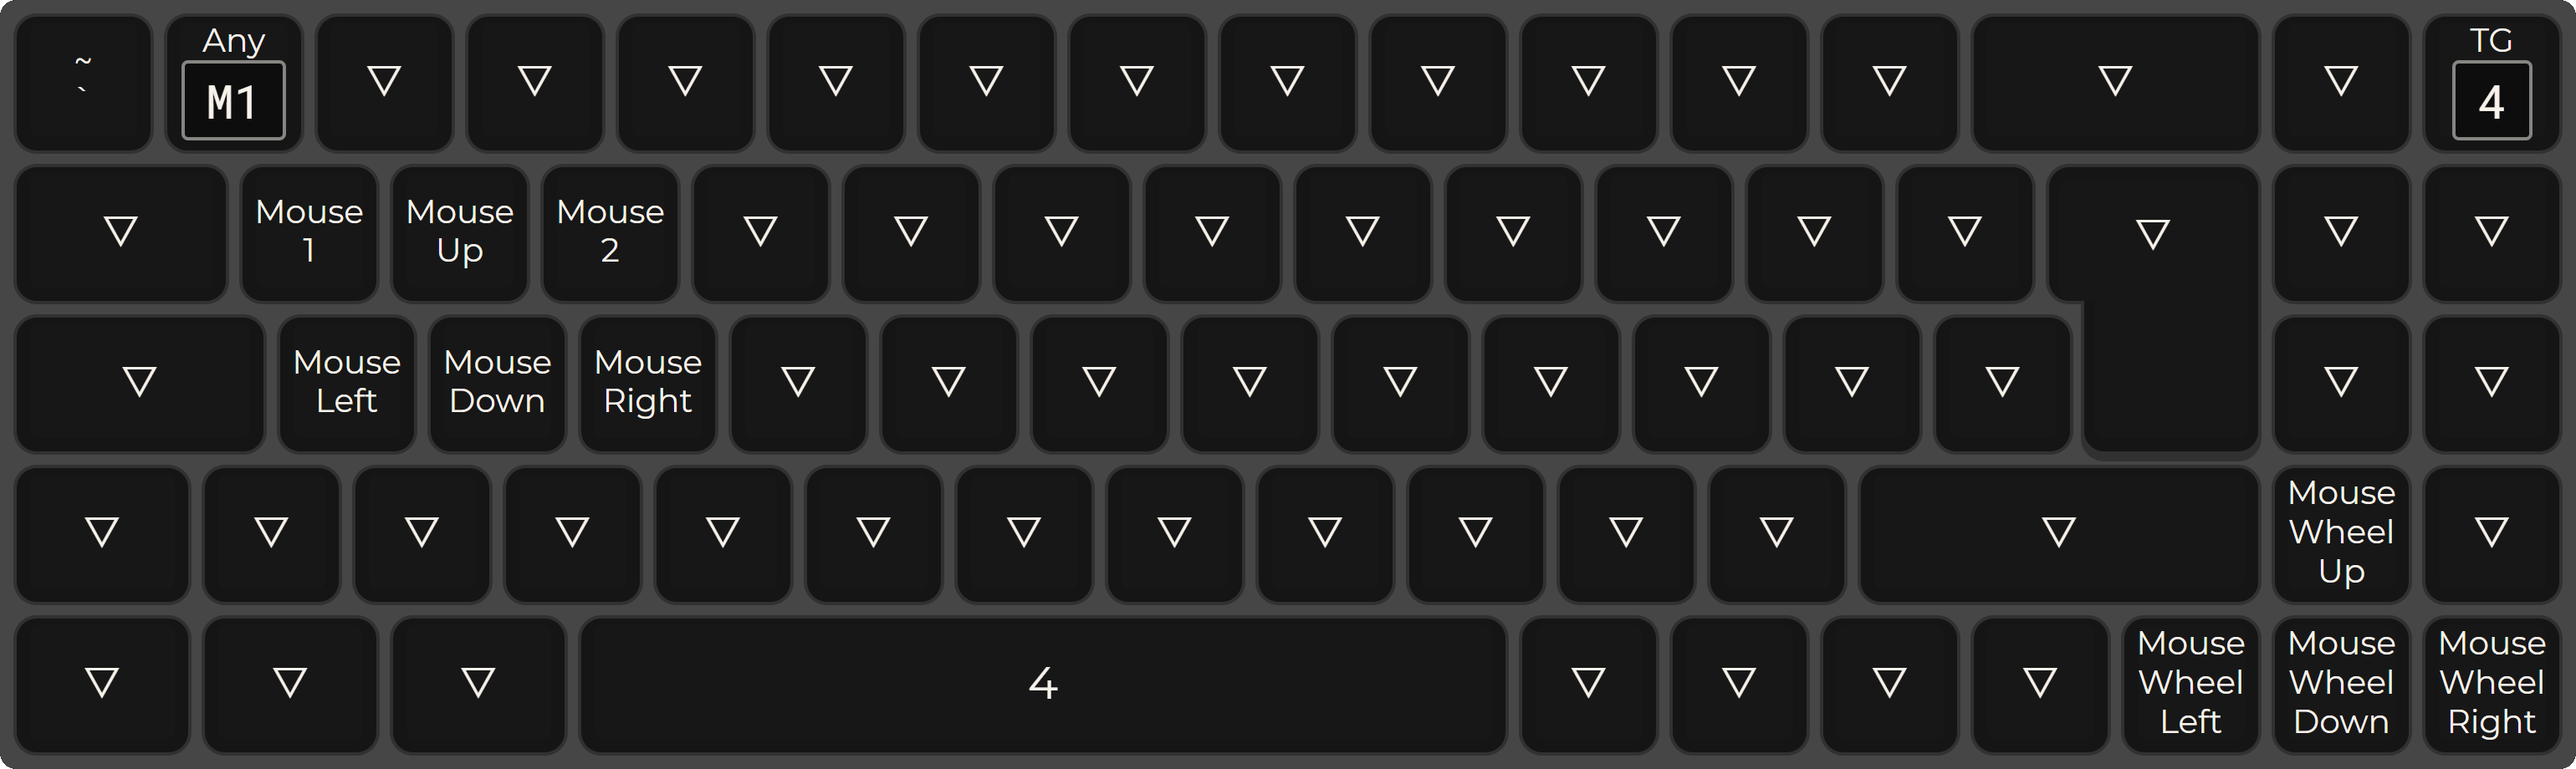 ~
`
Any
M1
TG
4
Mouse
1
Mouse
Up
Mouse
2
Mouse
Left
Mouse
Down
Mouse
Right
Mouse
Wheel
Up
4
Mouse
Wheel
Left
Mouse
Wheel
Down
Mouse
Wheel
Right